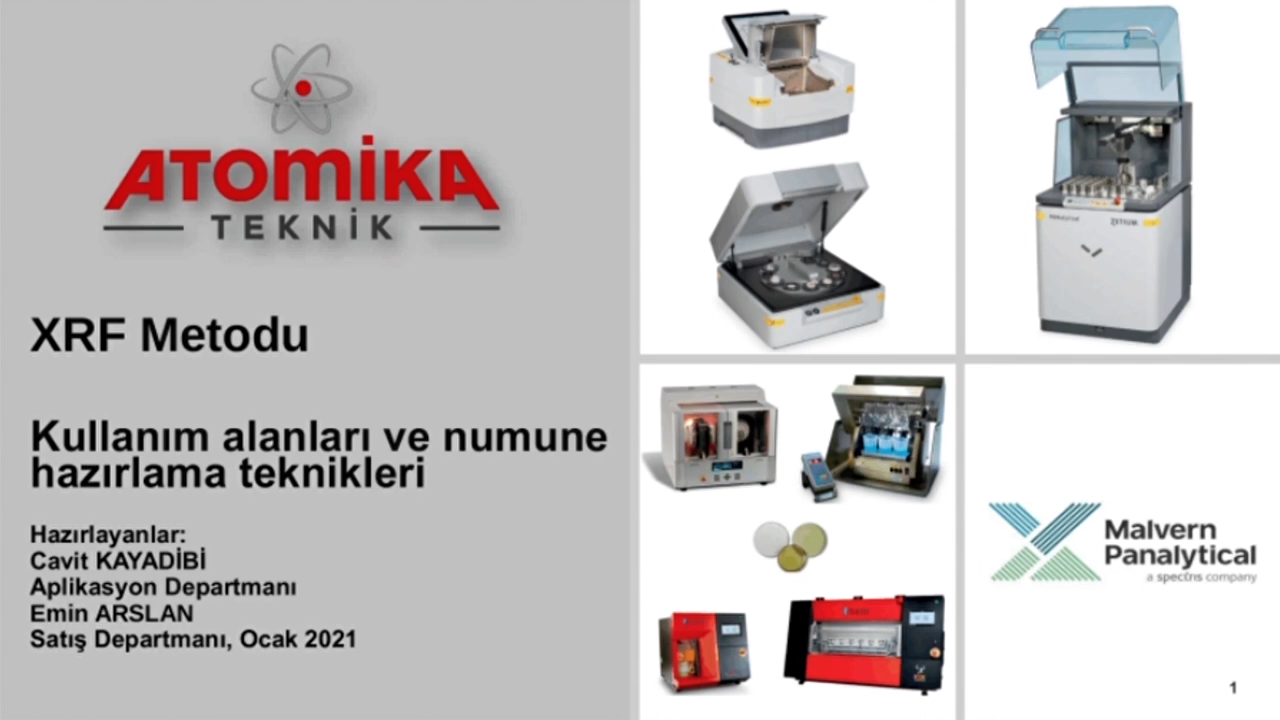 ATOMİKA
TEKNİK
XRF Metodu
Kullanım alanları ve numune
hazırlama teknikleri
Hazırlayanlar:
Cavit KAYADİBİ
Aplikasyon Departmanı
Emin ARSLAN
Satış Departmanı, Ocak 2021
ZETIUM
Malvern
Panalytical
a spectris company
1